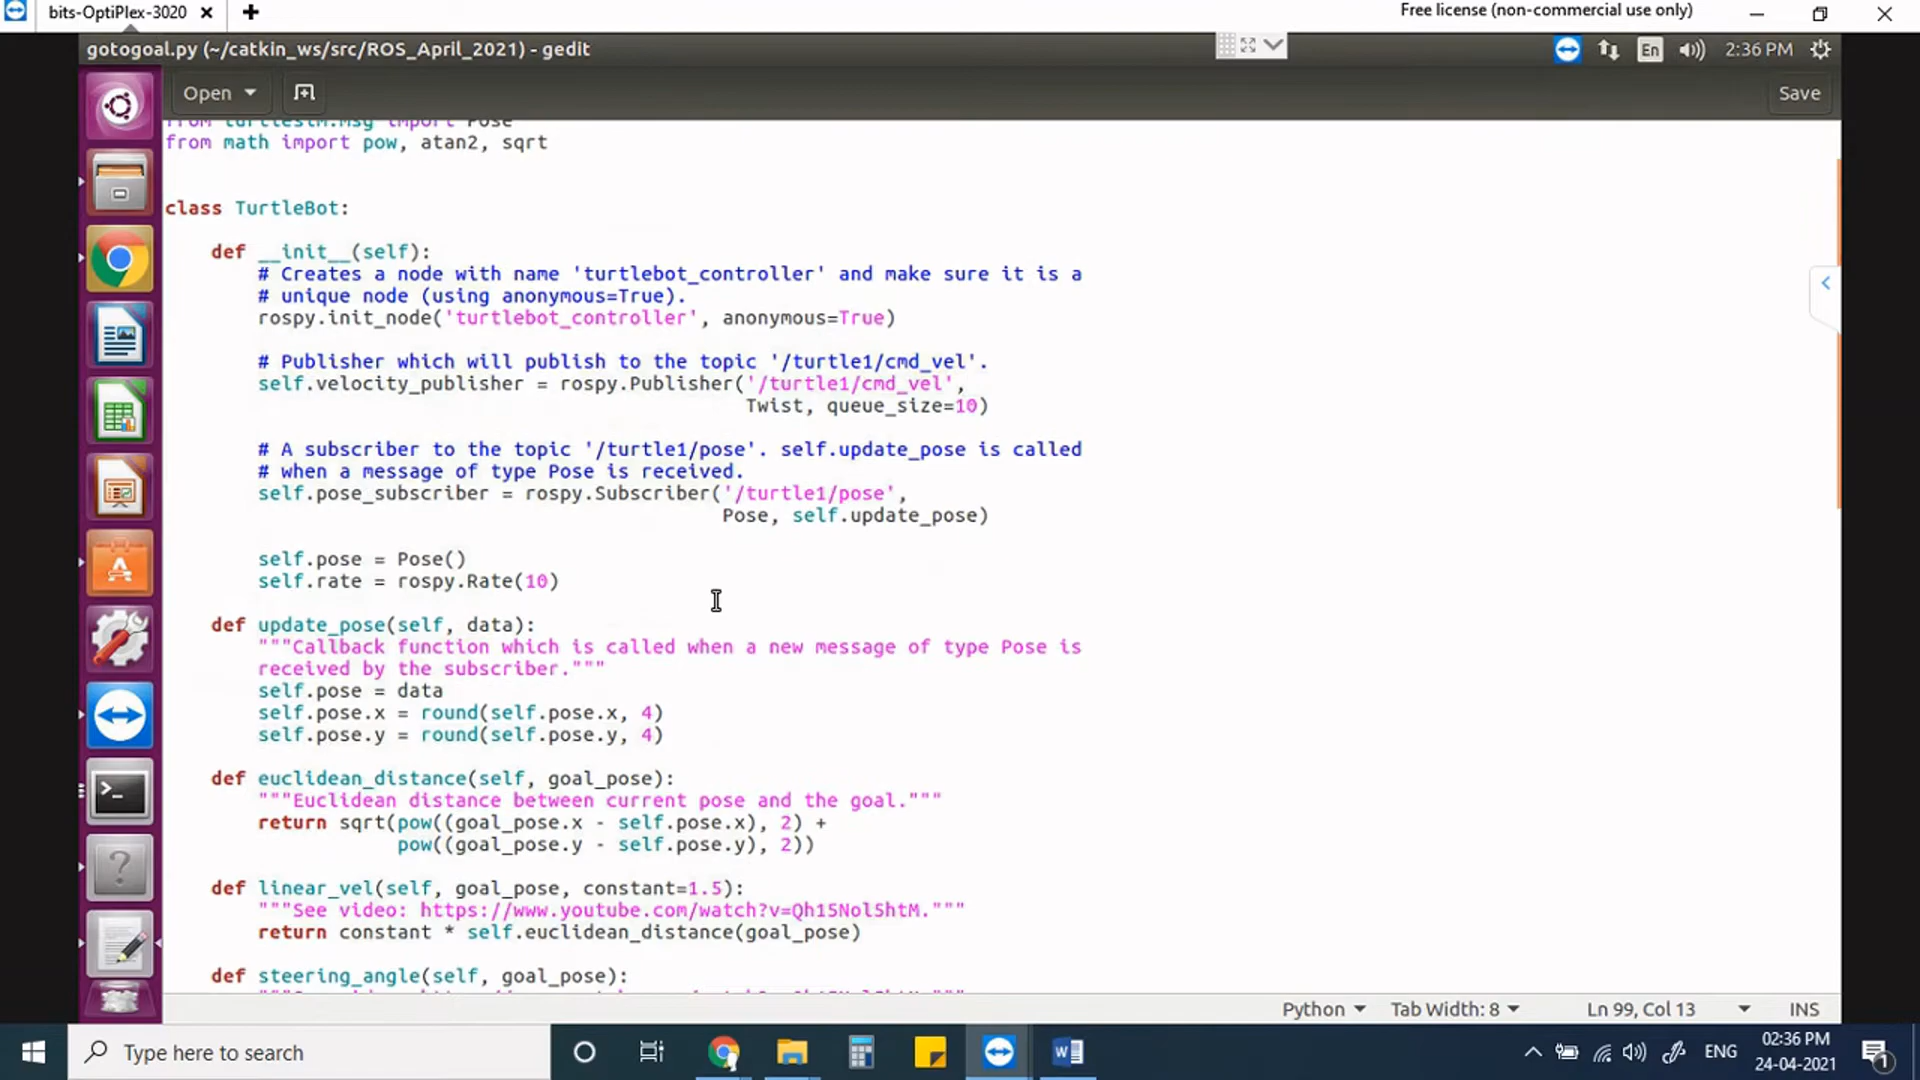 bits-OptiPlex-3020 × +
Free license (non-commercial use only)
gotogoal.py (~/catkin_ws/src/ROS_April_2021) - gedit
En 2:36 PM
Open Save
from turtlesim.msg import Pose
from math import pow, atan2, sqrt
class TurtleBot:
def __init__(self):
# Creates a node with name 'turtlebot_controller' and make sure it is a
# unique node (using anonymous=True).
rospy.init_node('turtlebot_controller', anonymous=True)
# Publisher which will publish to the topic '/turtle1/cmd_vel'.
self.velocity_publisher = rospy.Publisher('/turtle1/cmd_vel',
Twist, queue_size=10)
# A subscriber to the topic '/turtle1/pose'. self.update_pose is called
# when a message of type Pose is received.
self.pose_subscriber = rospy.Subscriber('/turtle1/pose',
Pose, self.update_pose)
self.pose = Pose()
self.rate = rospy.Rate(10)
def update_pose(self, data):
"""Callback function which is called when a new message of type Pose is
received by the subscriber."""
self.pose = data
self.pose.x = round(self.pose.x, 4)
self.pose.y = round(self.pose.y, 4)
def euclidean_distance(self, goal_pose):
"""Euclidean distance between current pose and the goal."""
return sqrt(pow((goal_pose.x - self.pose.x), 2) +
pow((goal_pose.y - self.pose.y), 2))
def linear_vel(self, goal_pose, constant=1.5):
"""See video: https://www.youtube.com/watch?v=Qh15Nol5htM."""
return constant * self.euclidean_distance(goal_pose)
def steering_angle(self, goal_pose):
Python Tab Width: 8 Ln 99, Col 13 INS
Type here to search
ENG
02:36 PM
24-04-2021
1